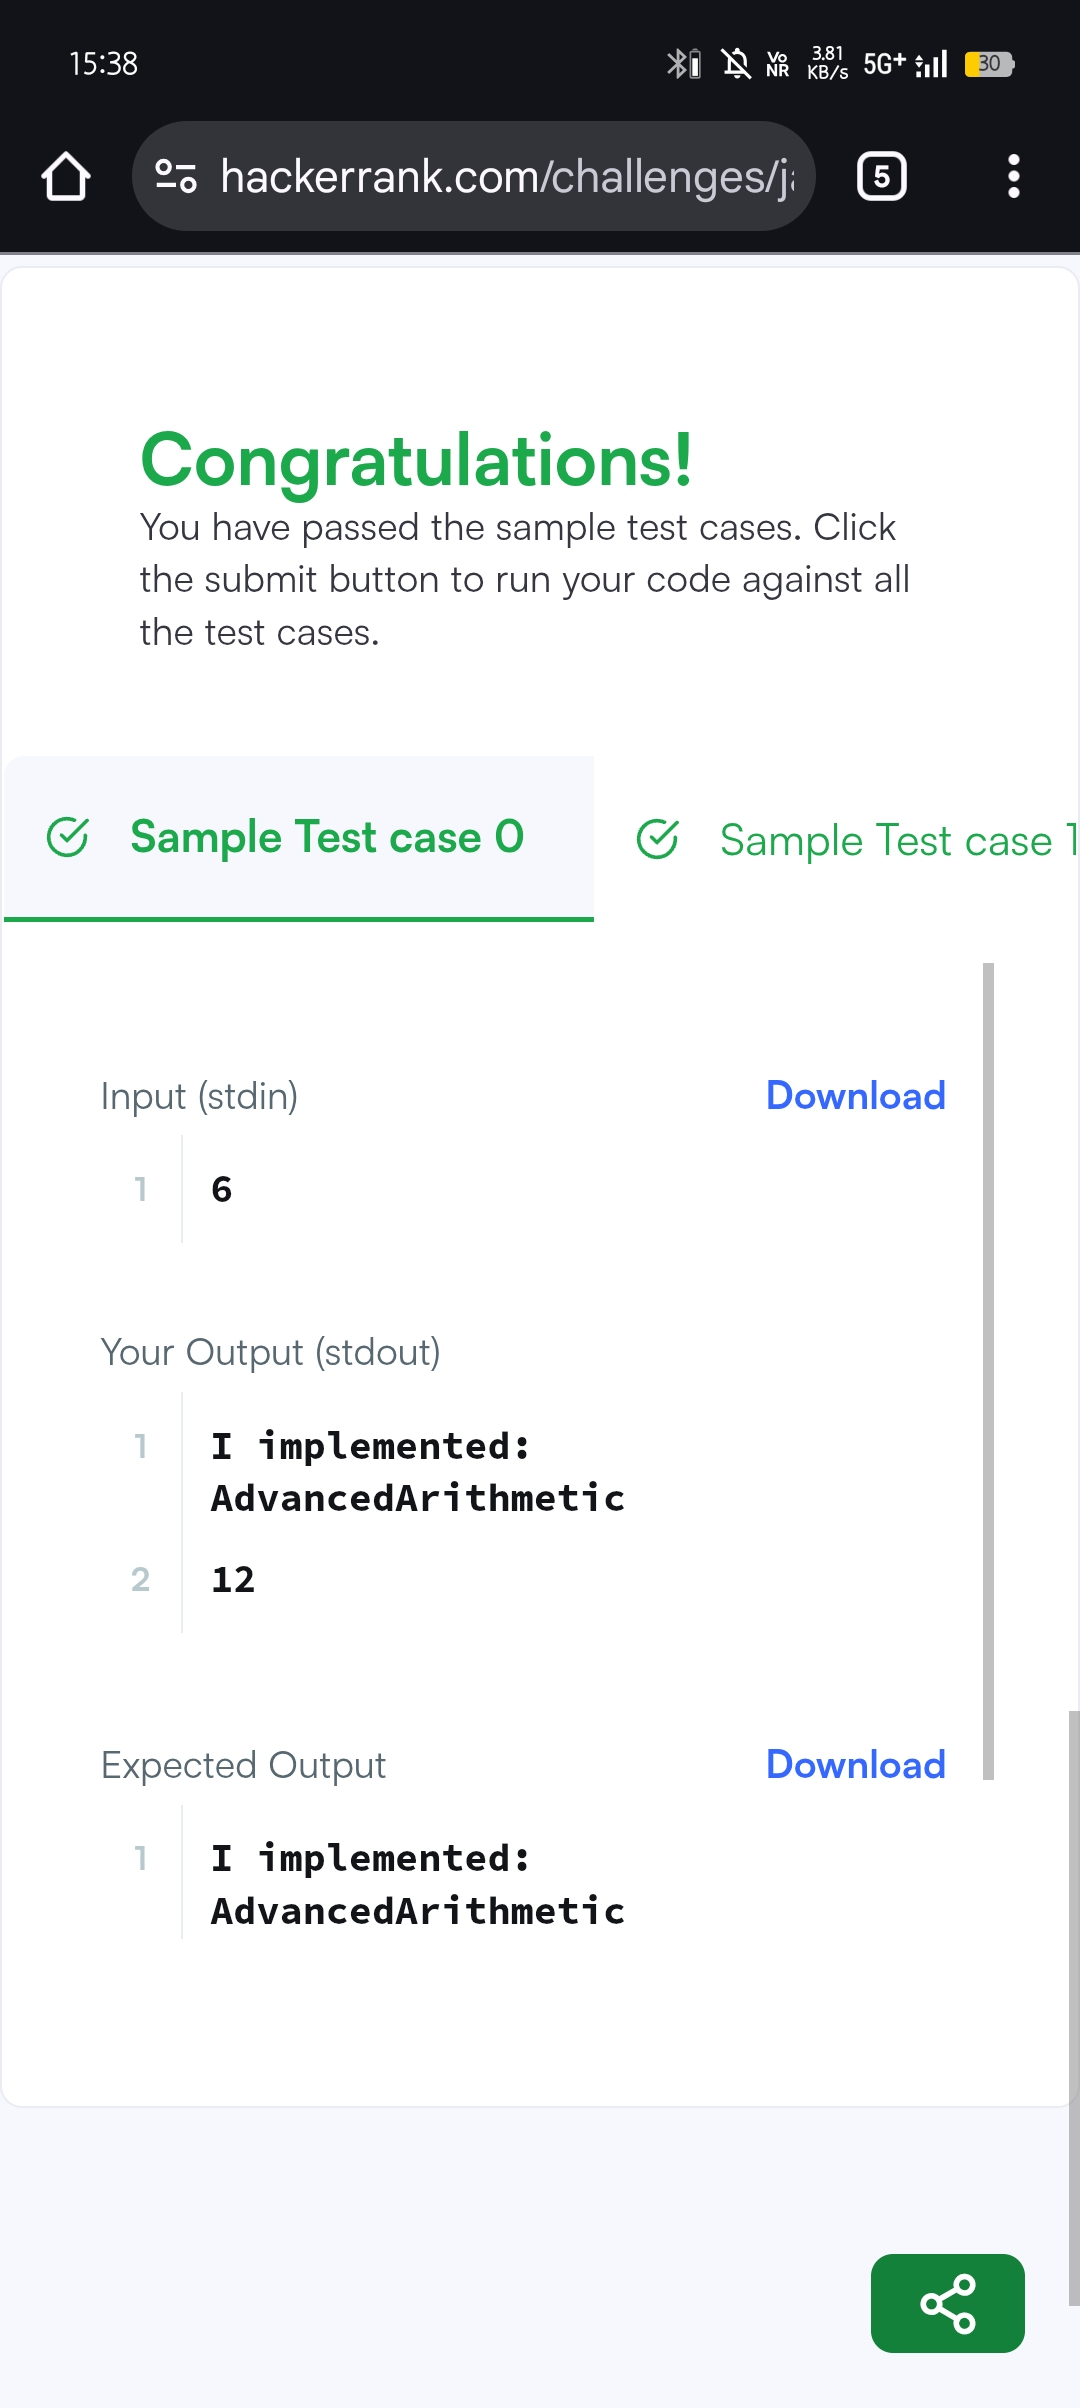 15:38
Vo NR
3.81 KB/s
5G+
30
hackerrank.com/challenges/ja
5
Congratulations!
You have passed the sample test cases. Click
the submit button to run your code against all
the test cases.
Sample Test case 0
Sample Test case 1
Input (stdin)
Download
1 6
Your Output (stdout)
1 I implemented:
AdvancedArithmetic
2 12
Expected Output
Download
1 I implemented:
AdvancedArithmetic